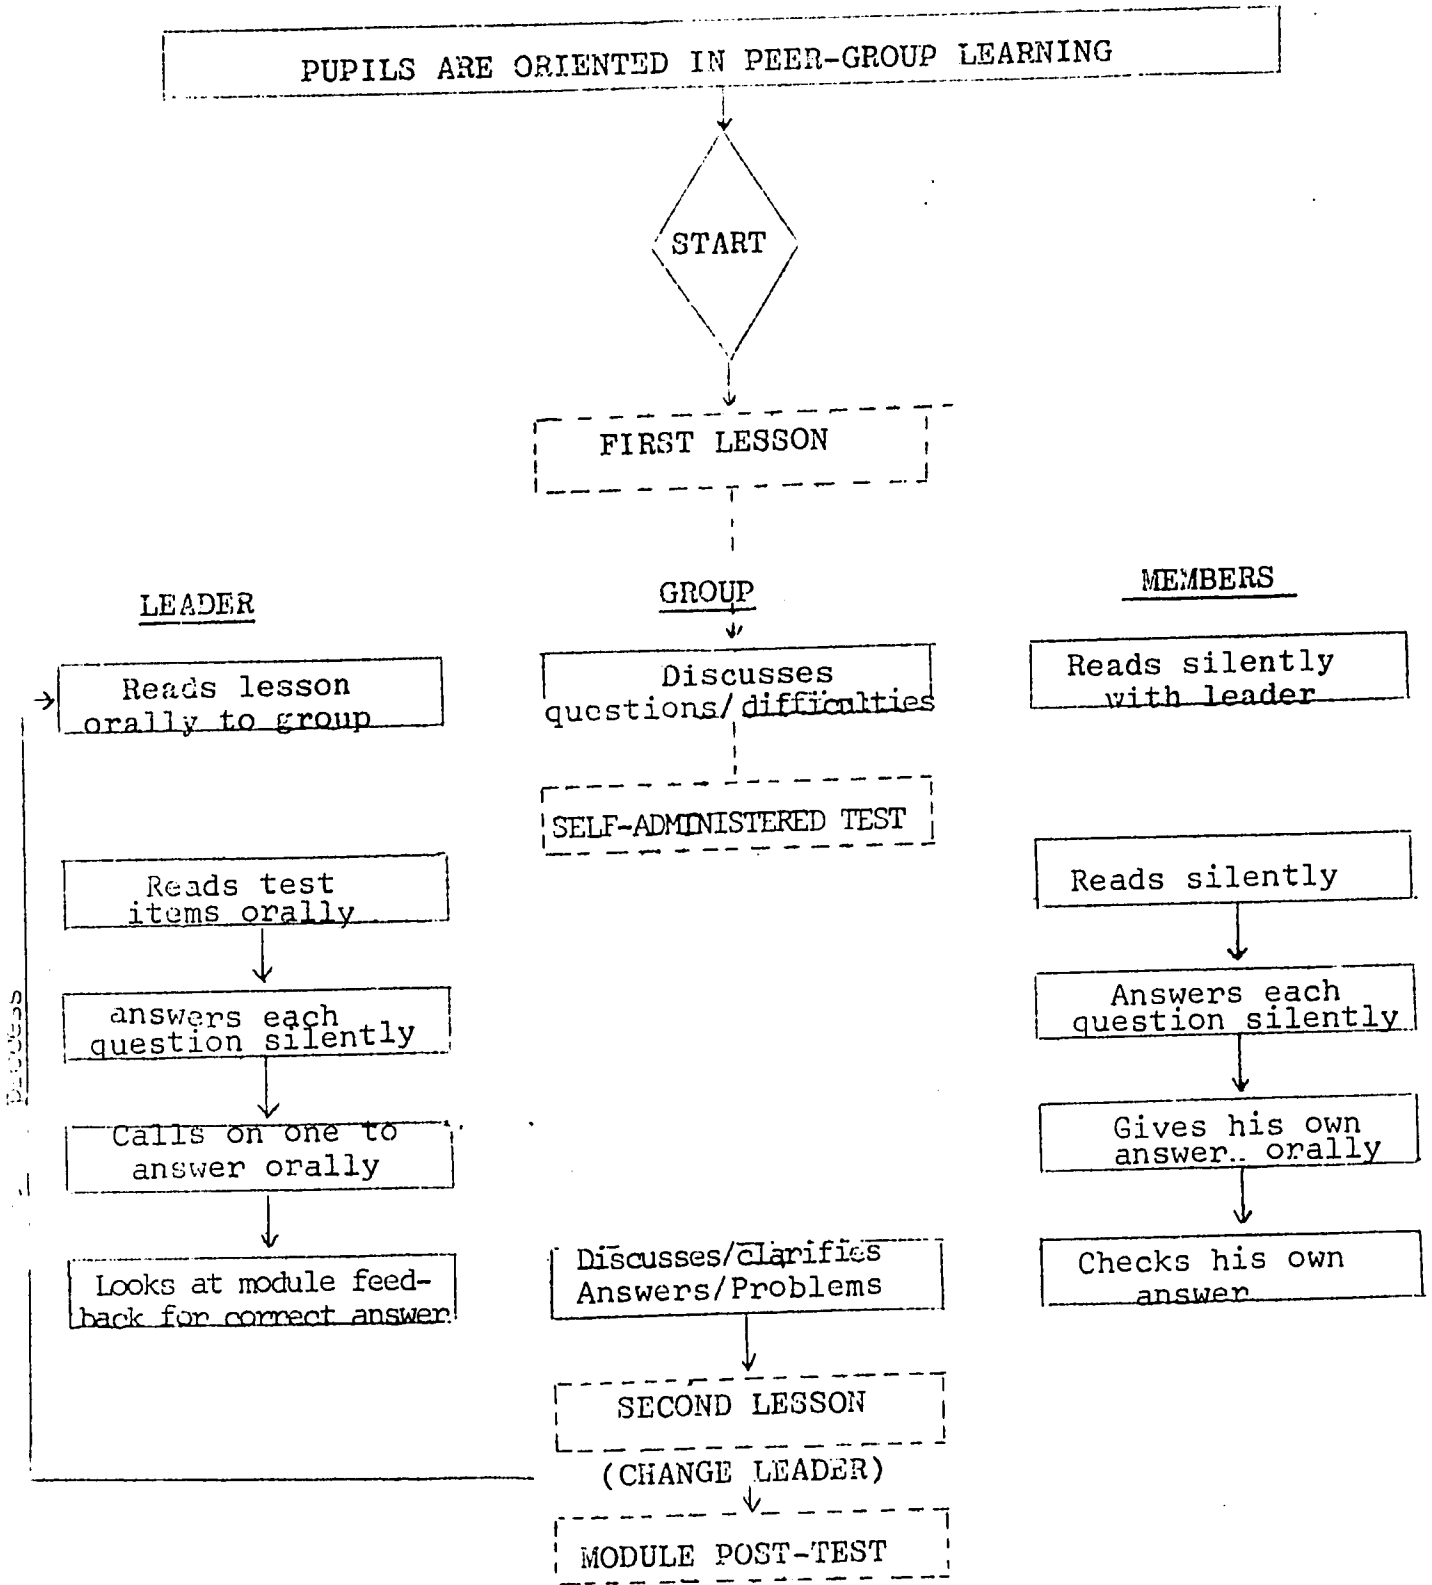 PUPILS ARE ORIENTED IN PEER-GROUP LEARNING
START
FIRST LESSON
LEADER
GROUP
MEMBERS
Reads lesson
orally to group
Discusses
questions/difficulties
Reads silently
with leader
SELF-ADMINISTERED TEST
Reads test
items orally
Reads silently
answers each
question silently
Answers each
question silently
Calls on one to
answer orally
Gives his own
answer.. orally
Looks at module feed-
back for correct answer
Discusses/clarifies
Answers/Problems
Checks his own
answer
SECOND LESSON
(CHANGE LEADER)
MODULE POST-TEST